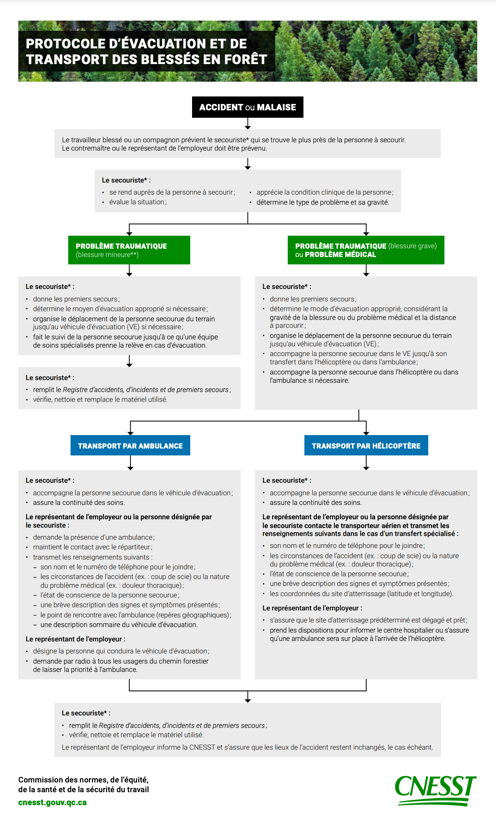 PROTOCOLE D'ÉVACUATION ET DE
TRANSPORT DES BLESSÉS EN FORÊT
ACCIDENT ou MALAISE
Le travailleur blessé ou un compagnon prévient le secouriste* qui se trouve le plus près de la personne à secourir.
Le contremaître ou le représentant de l'employeur doit être prévenu.
Le secouriste* :
• se rend auprès de la personne à secourir ;
• évalue la situation ;
• apprécie la condition clinique de la personne ;
• détermine le type de problème et sa gravité.
PROBLÈME TRAUMATIQUE
(blessure mineure**)
Le secouriste* :
• donne les premiers secours ;
• détermine le moyen d'évacuation approprié si nécessaire ;
• organise le déplacement de la personne secourue du terrain
jusqu'au véhicule d'évacuation (VE) si nécessaire ;
• fait le suivi de la personne secourue jusqu'à ce qu'une équipe
de soins spécialisés prenne la relève en cas d'évacuation.
Le secouriste* :
• remplit le Registre d'accidents, d'incidents et de premiers secours ;
• vérifie, nettoie et remplace le matériel utilisé.
PROBLÈME TRAUMATIQUE (blessure grave)
ou PROBLÈME MÉDICAL
Le secouriste* :
• donne les premiers secours ;
• détermine le mode d'évacuation approprié, considérant la
gravité de la blessure ou du problème médical et la distance
à parcourir ;
• organise le déplacement de la personne secourue du terrain
jusqu'au véhicule d'évacuation (VE) ;
• accompagne la personne secourue dans le VE jusqu'à son
transfert dans l'hélicoptère ou dans l'ambulance ;
• accompagne la personne secourue dans l'hélicoptère ou dans
l'ambulance si nécessaire.
TRANSPORT PAR AMBULANCE
Le secouriste* :
• accompagne la personne secourue dans le véhicule d'évacuation ;
• assure la continuité des soins.
Le représentant de l'employeur ou la personne désignée par
le secouriste :
• demande la présence d'une ambulance ;
• maintient le contact avec le répartiteur ;
• transmet les renseignements suivants :
– son nom et le numéro de téléphone pour le joindre ;
– les circonstances de l'accident (ex. : coup de scie) ou la nature
du problème médical (ex. : douleur thoracique) ;
– l'état de conscience de la personne secourue ;
– une brève description des signes et symptômes présentés ;
– le point de rencontre avec l'ambulance (repères géographiques) ;
– une description sommaire du véhicule d'évacuation.
Le représentant de l'employeur :
• désigne la personne qui conduira le véhicule d'évacuation ;
• demande par radio à tous les usagers du chemin forestier
de laisser la priorité à l'ambulance.
TRANSPORT PAR HÉLICOPTÈRE
Le secouriste* :
• accompagne la personne secourue dans le véhicule d'évacuation ;
• assure la continuité des soins.
Le représentant de l'employeur ou la personne désignée par
le secouriste contacte le transporteur aérien et transmet les
renseignements suivants dans le cas d'un transfert spécialisé :
• son nom et le numéro de téléphone pour le joindre ;
• les circonstances de l'accident (ex. : coup de scie) ou la nature
du problème médical (ex. : douleur thoracique) ;
• l'état de conscience de la personne secourue ;
• une brève description des signes et symptômes présentés ;
• les coordonnées du site d'atterrissage (latitude et longitude).
Le représentant de l'employeur :
• s'assure que le site d'atterrissage prédéterminé est dégagé et prêt ;
• prend les dispositions pour informer le centre hospitalier ou s'assure
qu'une ambulance sera sur place à l'arrivée de l'hélicoptère.
Le secouriste* :
• remplit le Registre d'accidents, d'incidents et de premiers secours ;
• vérifie, nettoie et remplace le matériel utilisé.
Le représentant de l'employeur informe la CNESST et s'assure que les lieux de l'accident restent inchangés, le cas échéant.
Commission des normes, de l'équité,
de la santé et de la sécurité du travail
cnesst.gouv.qc.ca
CNESST